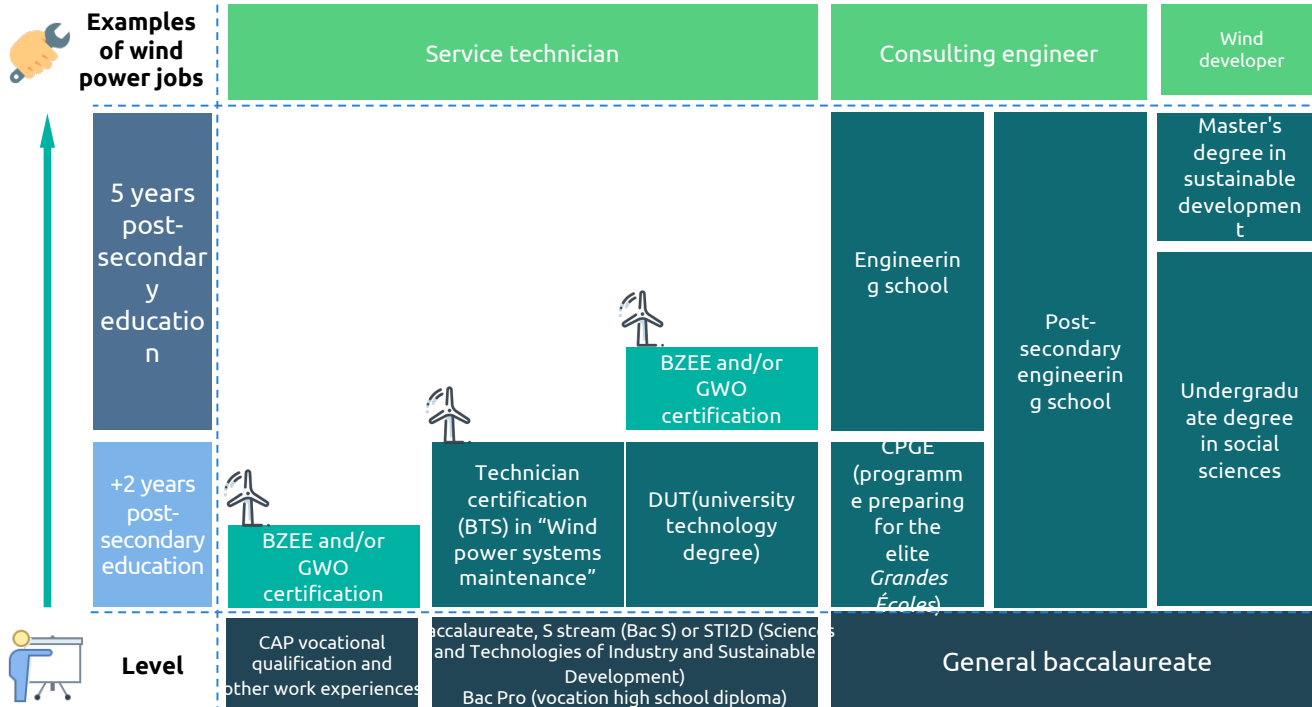 Examples
of wind
power jobs
Service technician
Consulting engineer
Wind
developer
5 years
post-
secondar
y
educatio
n
Master's
degree in
sustainable
developmen
t
Engineerin
g school
Post-
secondary
engineerin
g school
Undergradu
ate degree
in social
sciences
BZEE and/or
GWO
certification
+2 years
post-
secondary
education
BZEE and/or
GWO
certification
Technician
certification
(BTS) in “Wind
power systems
maintenance”
DUT(university
technology
degree)
CPGE
(programm
e preparing
for the
elite
Grandes
Écoles)
Level
CAP vocational
qualification and
other work experiences
accalaureate, S stream (Bac S) or STI2D (Sciences
and Technologies of Industry and Sustainable
Development)
Bac Pro (vocation high school diploma)
General baccalaureate